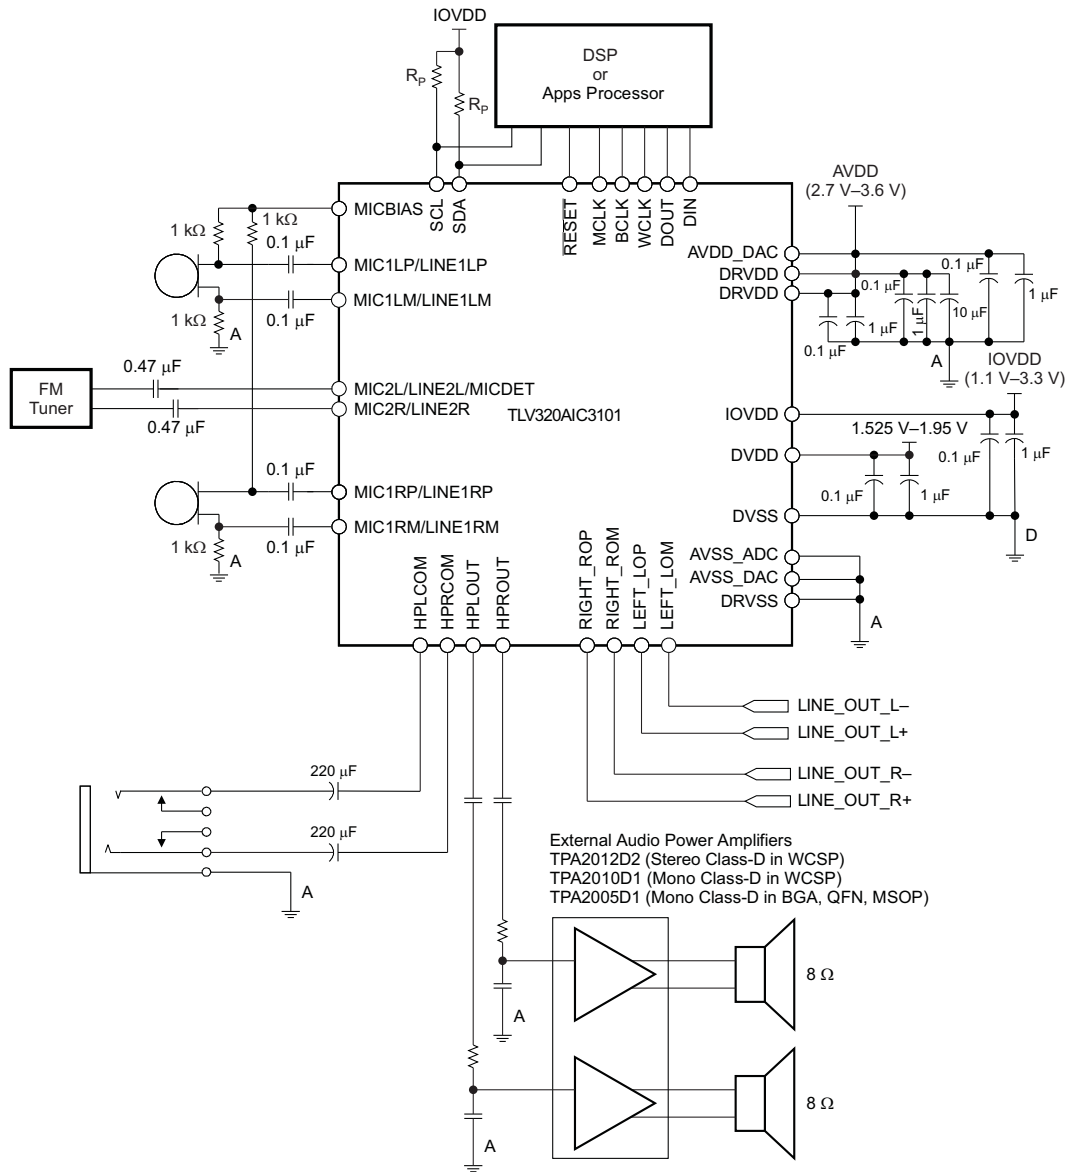 IOVDD
R_P
R_P
DSP
or
Apps Processor
SCL
SDA
RESET
MCLK
BCLK
WCLK
DOUT
DIN
AVDD
(2.7 V–3.6 V)
MICBIAS
1 kΩ
1 kΩ
0.1 μF
MIC1LP/LINE1LP
MIC1LM/LINE1LM
1 kΩ
A
0.1 μF
AVDD_DAC
DRVDD
DRVDD
0.1 μF
0.1 μF
1 μF
10 μF
1 μF
1 μF
0.1 μF
A
IOVDD
(1.1 V–3.3 V)
FM
Tuner
0.47 μF
0.47 μF
MIC2L/LINE2L/MICDET
MIC2R/LINE2R
TLV320AIC3101
IOVDD
1.525 V–1.95 V
DVDD
0.1 μF
1 μF
0.1 μF
1 μF
DVSS
D
0.1 μF
MIC1RP/LINE1RP
MIC1RM/LINE1RM
1 kΩ
A
0.1 μF
AVSS_ADC
AVSS_DAC
DRVSS
A
HPLCOM
HPRCOM
HPLOUT
HPROUT
RIGHT_ROP
RIGHT_ROM
LEFT_LOP
LEFT_LOM
LINE_OUT_L–
LINE_OUT_L+
LINE_OUT_R–
LINE_OUT_R+
220 μF
220 μF
A
External Audio Power Amplifiers
TPA2012D2 (Stereo Class-D in WCSP)
TPA2010D1 (Mono Class-D in WCSP)
TPA2005D1 (Mono Class-D in BGA, QFN, MSOP)
8 Ω
A
8 Ω
A